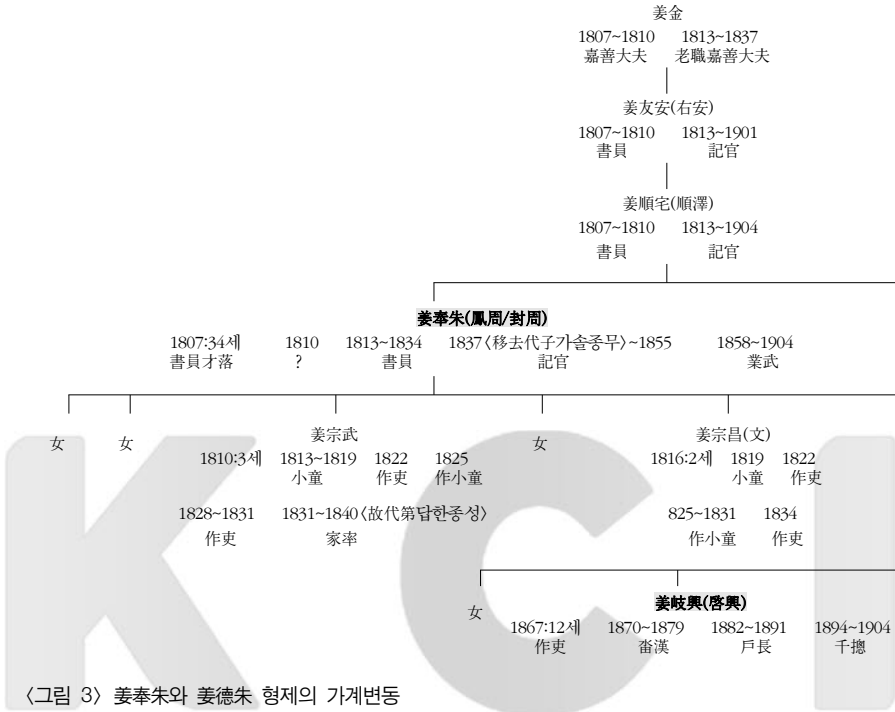 姜金
1807~1810 1813~1837
嘉善大夫 老職嘉善大夫
姜友安(右安)
1807~1810 1813~1901
書員 記官
姜順宅(順澤)
1807~1810 1813~1904
書員 記官
姜奉朱(鳳周/封周)
1807:34세 1810 1813~1834 1837〈移去代子가솔종무〉~1855 1858~1904
書員才落 ? 書員 記官 業武
女 女 姜宗武 女 姜宗昌(文)
1810:3세 1813~1819 1822 1825 1816:2세 1819 1822
小童 作吏 作小童 小童 作吏
1828~1831 1831~1840〈故代第답한종성〉 825~1831 1834
作吏 家率 作小童 作吏
女 姜岐興(啓興)
1867:12세 1870~1879 1882~1891 1894~1904
作吏 畓漢 戶長 千摠
〈그림 3〉 姜奉朱와 姜德朱 형제의 가계변동
KCI